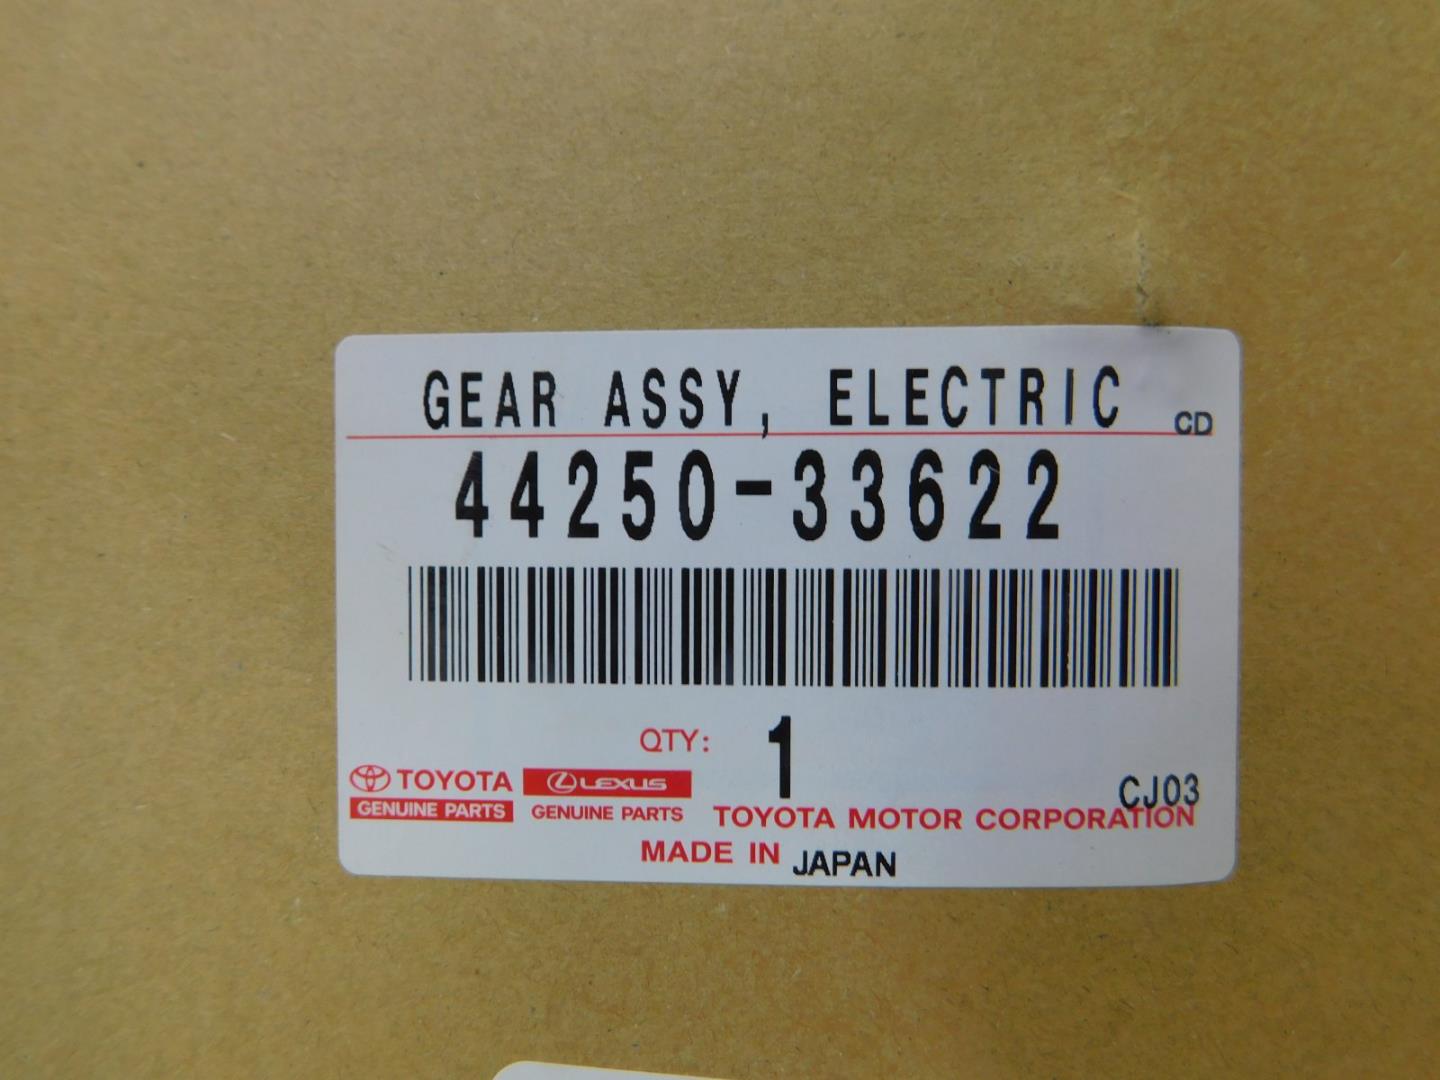 GEAR ASSY, ELECTRIC CD
44250-33622
QTY: 1
TOYOTA LEXUS CJ03
GENUINE PARTS GENUINE PARTS TOYOTA MOTOR CORPORATION
MADE IN JAPAN